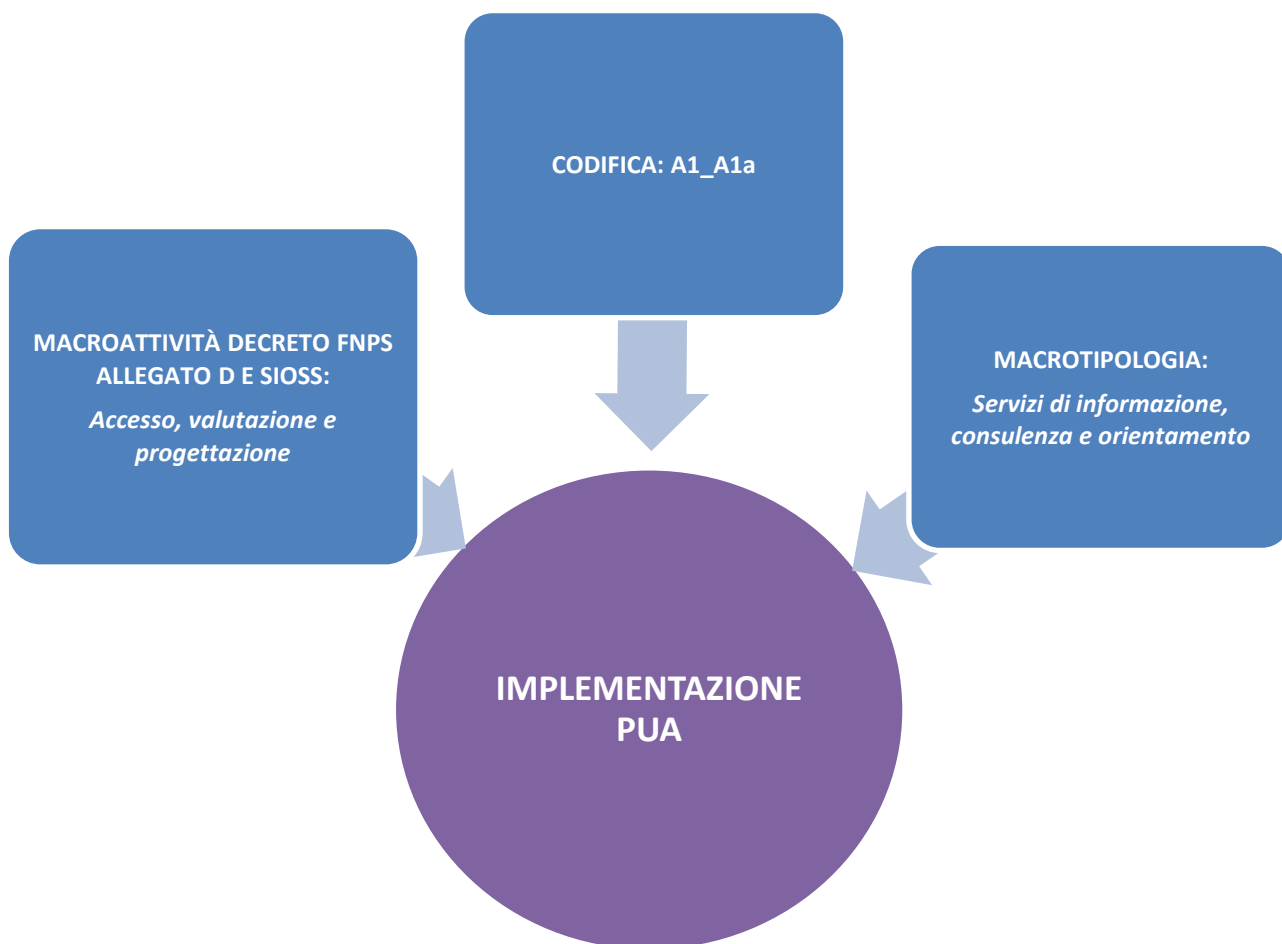 CODIFICA: A1_A1a
MACROATTIVITÀ DECRETO FNPS
ALLEGATO D E SIOSS:
Accesso, valutazione e
progettazione
MACROTIPOLOGIA:
Servizi di informazione,
consulenza e orientamento
IMPLEMENTAZIONE
PUA